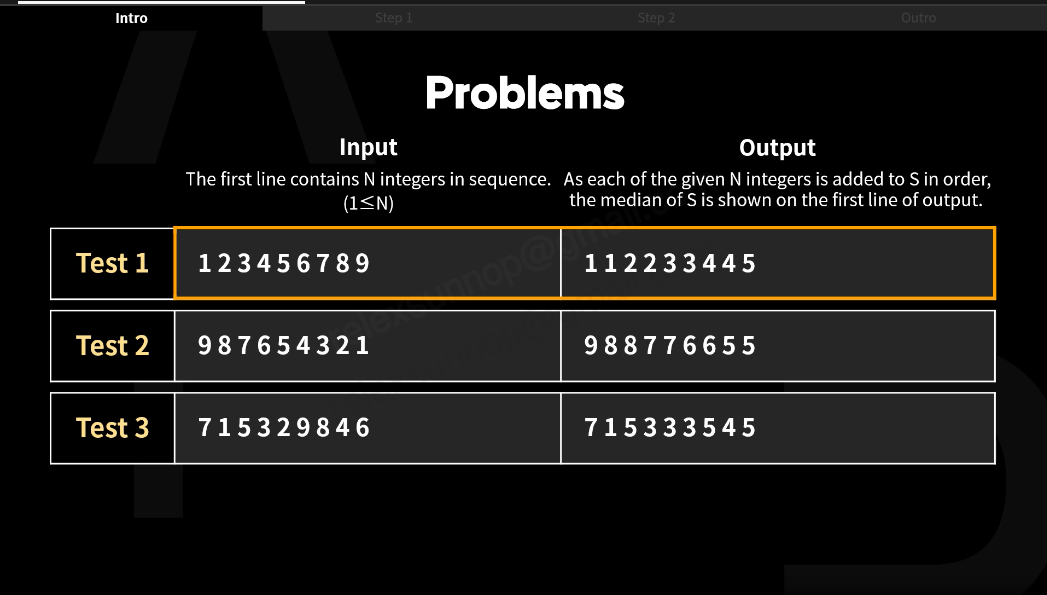 Intro
Step 1
Step 2
Outro
Problems
Input
Output
The first line contains N integers in sequence.
(1≤N)
As each of the given N integers is added to S in order,
the median of S is shown on the first line of output.
Test 1
1 2 3 4 5 6 7 8 9
1 1 2 2 3 3 4 4 5
Test 2
9 8 7 6 5 4 3 2 1
9 8 8 7 7 6 6 5 5
Test 3
7 1 5 3 2 9 8 4 6
7 1 5 3 3 3 5 4 5